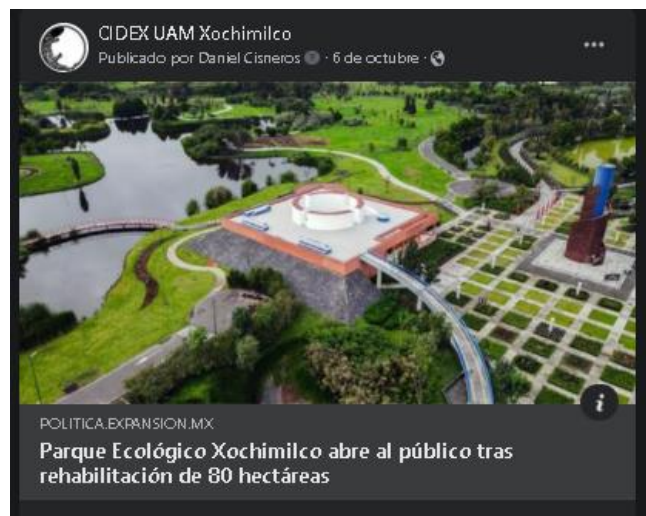 CIDEX UAM Xochimilco
Publicado por Daniel Cisneros · 6 de octubre ·
POLITICA.EXPANSION.MX
Parque Ecológico Xochimilco abre al público tras
rehabilitación de 80 hectáreas